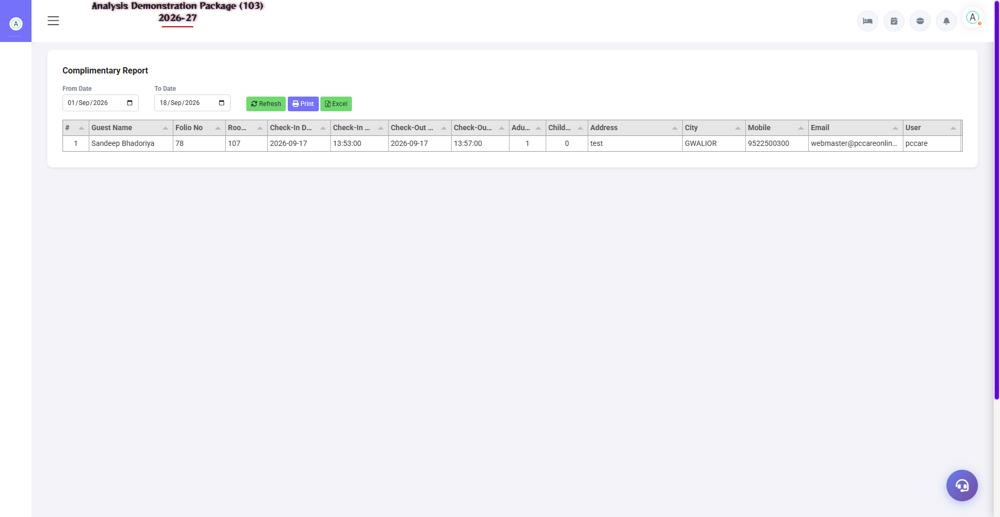 Analysis Demonstration Package (103)
2026-27
A
A
Complimentary Report
From Date
To Date
01/Sep/2026
18/Sep/2026
Refresh
Print
Excel
# Guest Name Folio No Roo... Check-In D... Check-In ... Check-Out ... Check-Ou... Adu... Child... Address City Mobile Email User
1 Sandeep Bhadoriya 78 107 2026-09-17 13:53:00 2026-09-17 13:57:00 1 0 test GWALIOR 9522500300 webmaster@pccareonlin... pccare